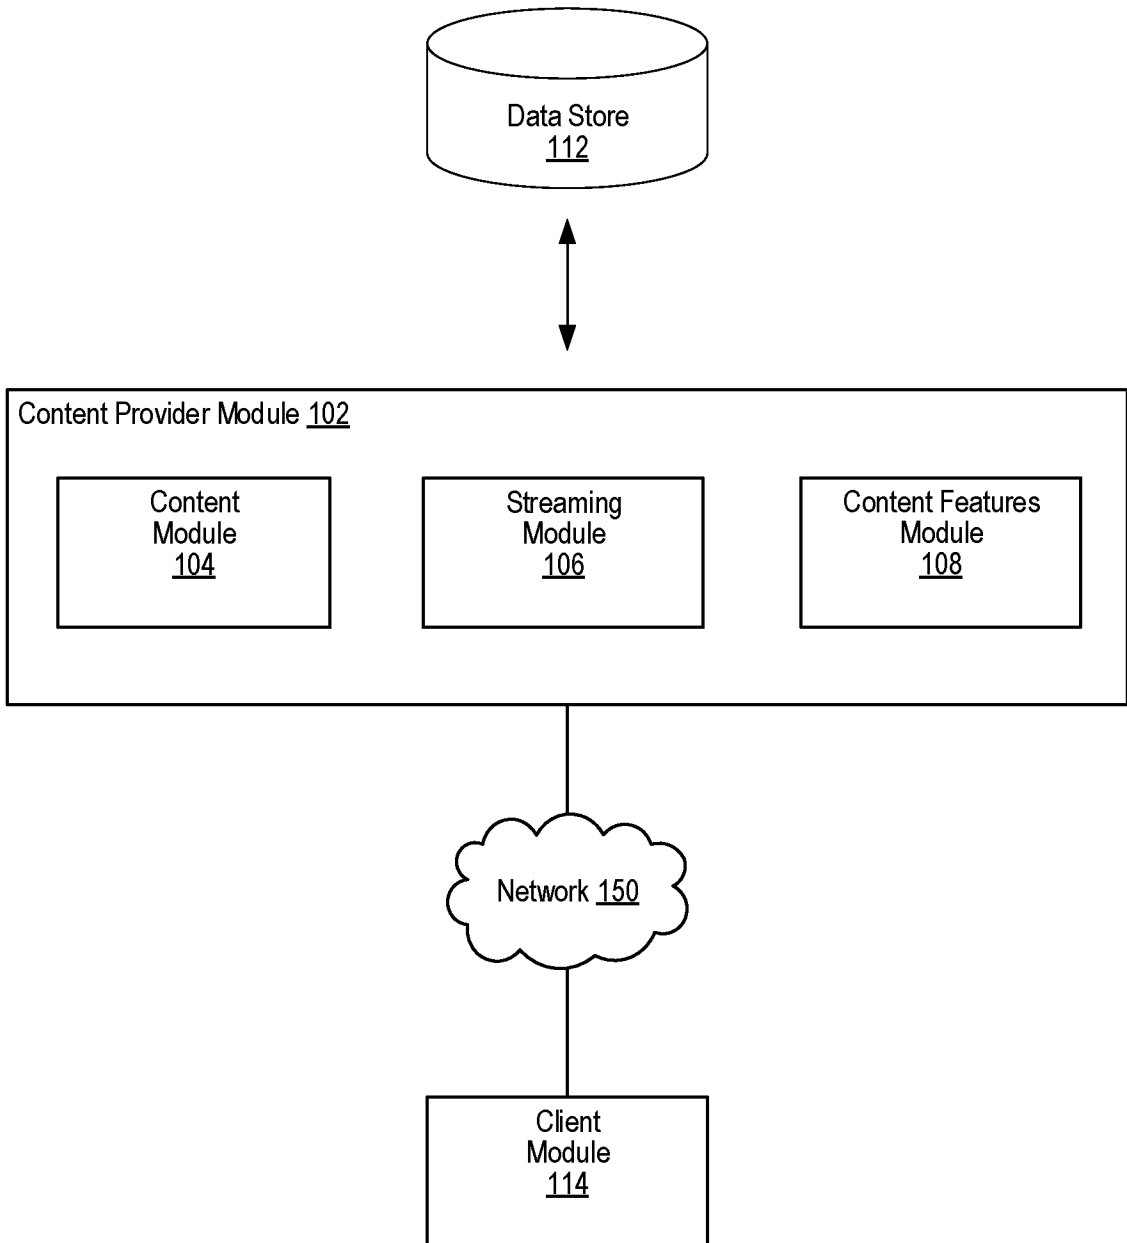 Data Store
112
Content Provider Module 102
Content
Module
104
Streaming
Module
106
Content Features
Module
108
Network 150
Client
Module
114